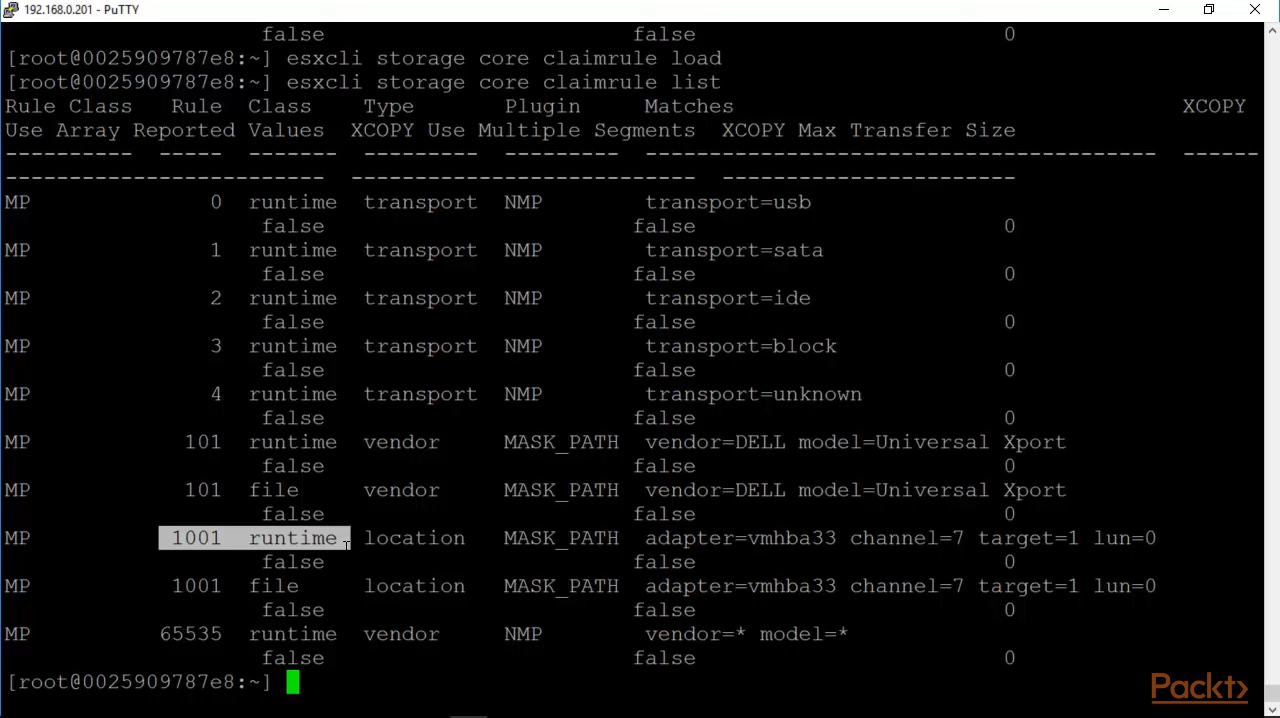 192.168.0.201 - PuTTY
false false 0
[root@0025909787e8:~] esxcli storage core claimrule load
[root@0025909787e8:~] esxcli storage core claimrule list
Rule Class Rule Class Type Plugin Matches XCOPY
Use Array Reported Values XCOPY Use Multiple Segments XCOPY Max Transfer Size
---------- ----- ------- --------- --------- ---------------------------------------- ------
------------------------- --------------------------- -----------------------
MP 0 runtime transport NMP transport=usb
false false 0
MP 1 runtime transport NMP transport=sata
false false 0
MP 2 runtime transport NMP transport=ide
false false 0
MP 3 runtime transport NMP transport=block
false false 0
MP 4 runtime transport NMP transport=unknown
false false 0
MP 101 runtime vendor MASK_PATH vendor=DELL model=Universal Xport
false false 0
MP 101 file vendor MASK_PATH vendor=DELL model=Universal Xport
false false 0
MP 1001 runtime location MASK_PATH adapter=vmhba33 channel=7 target=1 lun=0
false false 0
MP 1001 file location MASK_PATH adapter=vmhba33 channel=7 target=1 lun=0
false false 0
MP 65535 runtime vendor NMP vendor=* model=*
false false 0
[root@0025909787e8:~]
Packt>